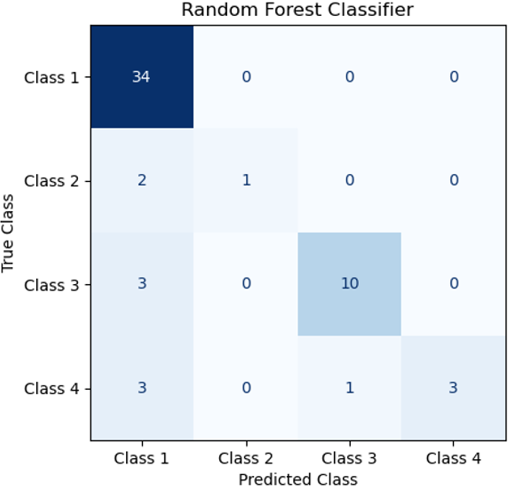 Random Forest Classifier
True Class
Class 1 34 0 0 0
Class 2 2 1 0 0
Class 3 3 0 10 0
Class 4 3 0 1 3
Class 1 Class 2 Class 3 Class 4
Predicted Class